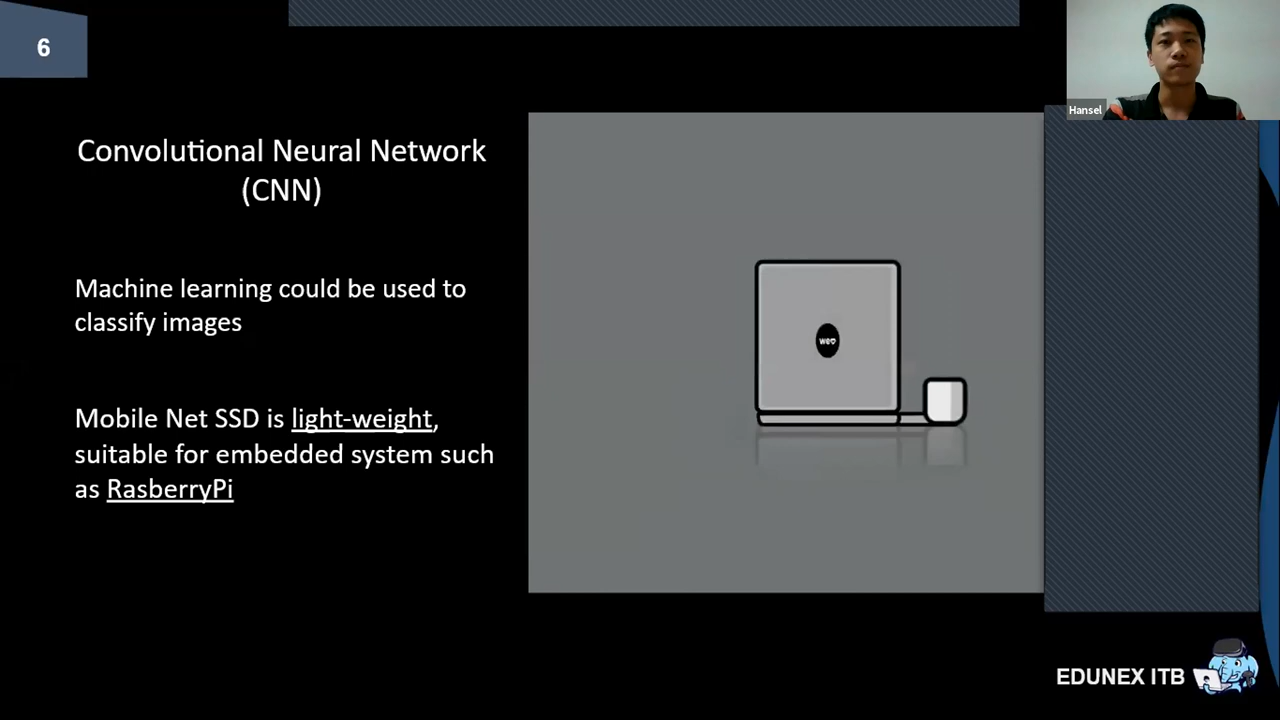 6
Hansel
Convolutional Neural Network
(CNN)
Machine learning could be used to
classify images
Mobile Net SSD is light-weight,
suitable for embedded system such
as RasberryPi
EDUNEX ITB